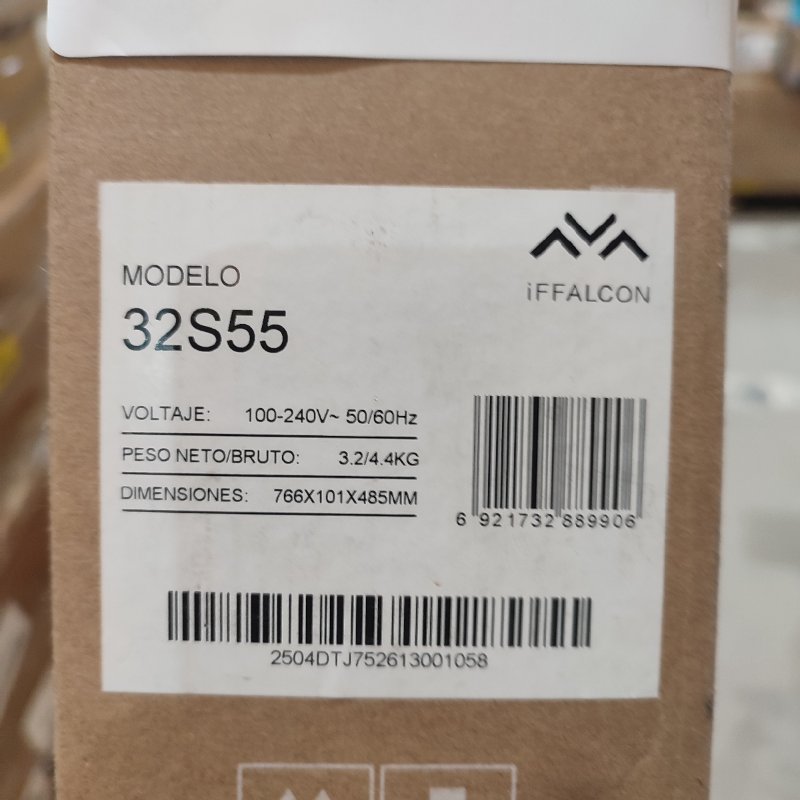 iFFALCON
MODELO
32S55
VOLTAJE: 100-240V~ 50/60Hz
PESO NETO/BRUTO: 3.2/4.4KG
DIMENSIONES: 766X101X485MM
6 921732 889906
2504DTJ752613001058